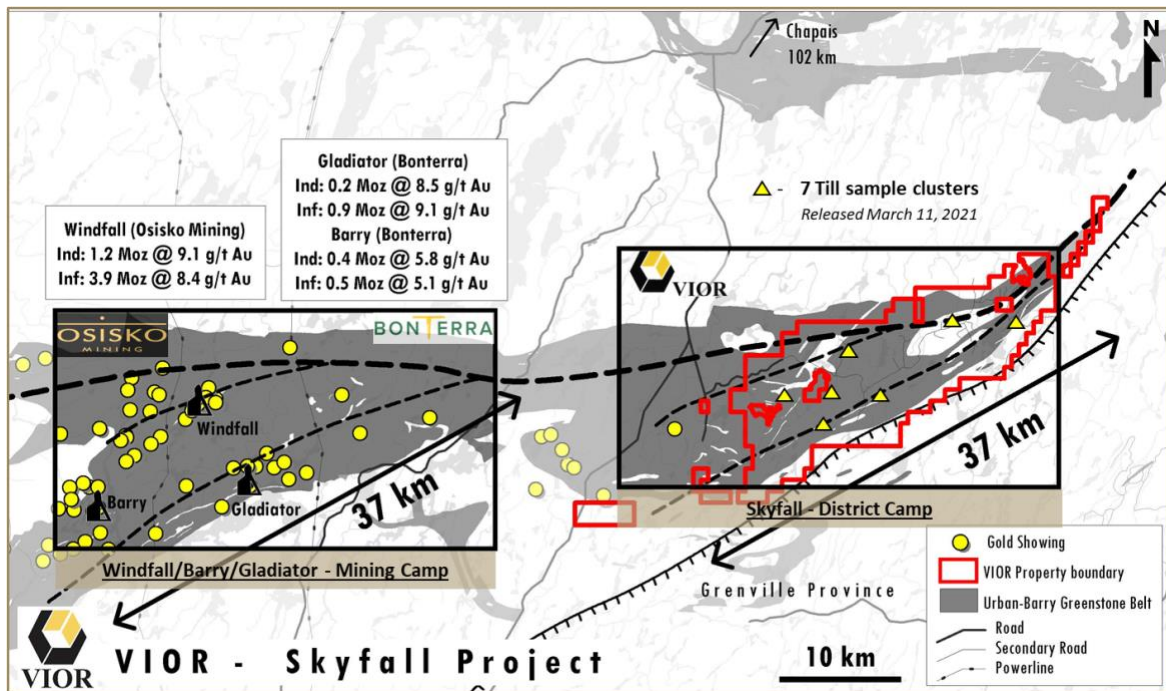 Chapais
102 km
N
Gladiator (Bonterra)
Ind: 0.2 Moz @ 8.5 g/t Au
Inf: 0.9 Moz @ 9.1 g/t Au
Barry (Bonterra)
Ind: 0.4 Moz @ 5.8 g/t Au
Inf: 0.5 Moz @ 5.1 g/t Au
Windfall (Osisko Mining)
Ind: 1.2 Moz @ 9.1 g/t Au
Inf: 3.9 Moz @ 8.4 g/t Au
- 7 Till sample clusters
Released March 11, 2021
VIOR
OSISKO
MINING
BONTERRA
Windfall
Barry
Gladiator
37 km
37 km
Windfall/Barry/Gladiator - Mining Camp
Skyfall - District Camp
Grenville Province
Gold Showing
VIOR Property boundary
Urban-Barry Greenstone Belt
Road
Secondary Road
Powerline
VIOR
VIOR - Skyfall Project
10 km